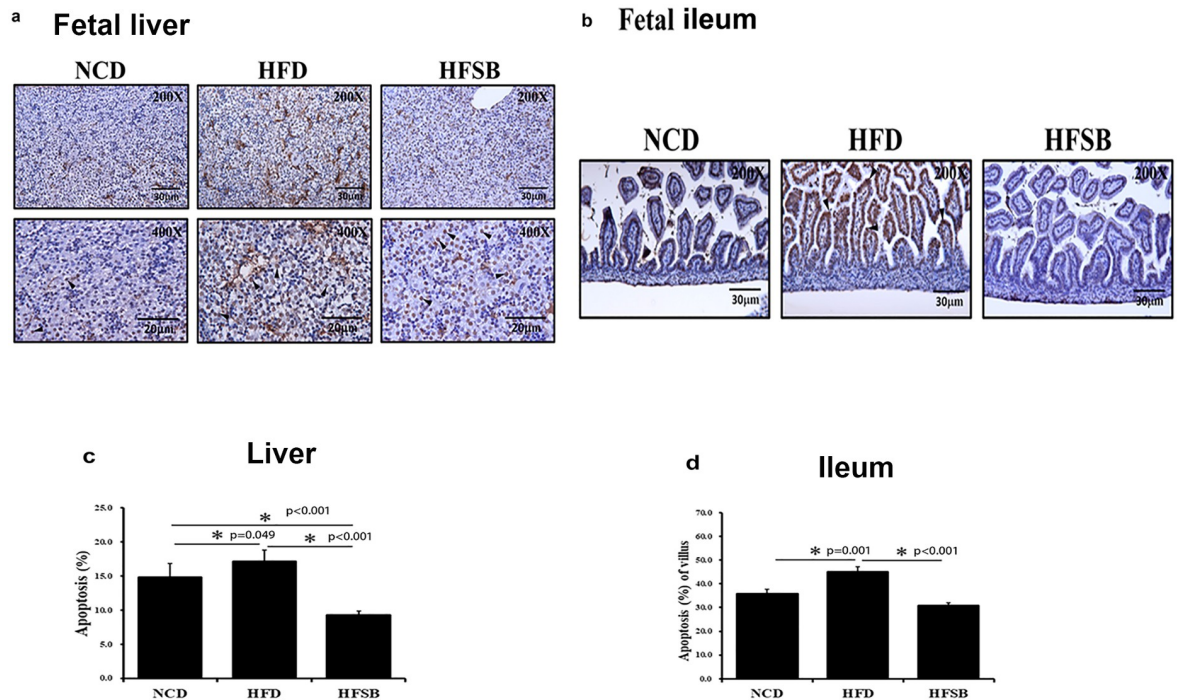 a Fetal liver
NCD HFD HFSB
200X 200X 200X
30μm 30μm 30μm
400X 400X 400X
20μm 20μm 20μm
b Fetal ileum
NCD HFD HFSB
200X 200X 200X
30μm 30μm 30μm
c Liver
Apoptosis (%)
25.0
20.0
15.0
10.0
5.0
0.0
* p<0.001
* p=0.049 * p<0.001
NCD HFD HFSB
d Ileum
Apoptosis (%) of villus
70.0
60.0
50.0
40.0
30.0
20.0
10.0
0.0
* p=0.001 * p<0.001
NCD HFD HFSB